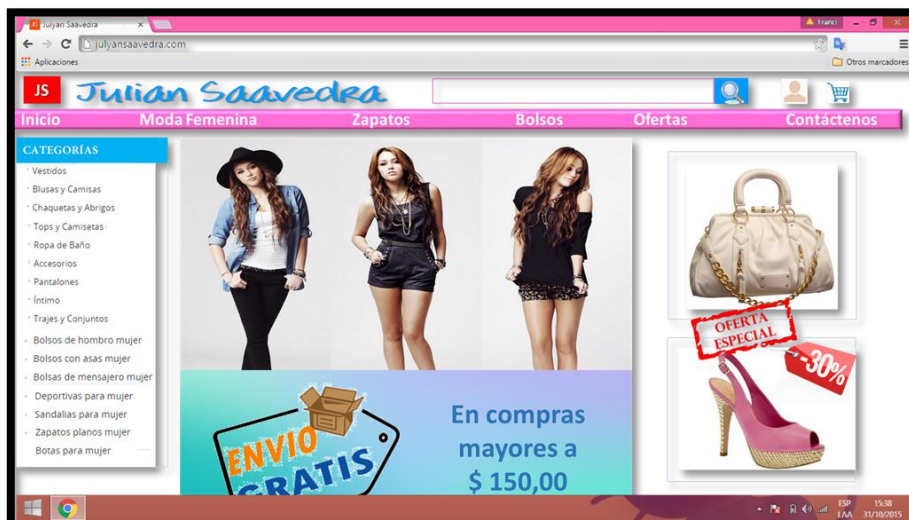 Julyan Saavedra
Franci
julyansaavedra.com
Aplicaciones
Otros marcadores
JS
Julian Saavedra
Inicio
Moda Femenina
Zapatos
Bolsos
Ofertas
Contáctenos
CATEGORÍAS
Vestidos
Blusas y Camisas
Chaquetas y Abrigos
Tops y Camisetas
Ropa de Baño
Accesorios
Pantalones
Íntimo
Trajes y Conjuntos
Bolsos de hombro mujer
Bolsos con asas mujer
Bolsas de mensajero mujer
Deportivas para mujer
Sandalias para mujer
Zapatos planos mujer
Botas para mujer
ENVIO
GRATIS
En compras
mayores a
$ 150,00
OFERTA
ESPECIAL
-30%
ESP
LAA
15:38
31/10/2015